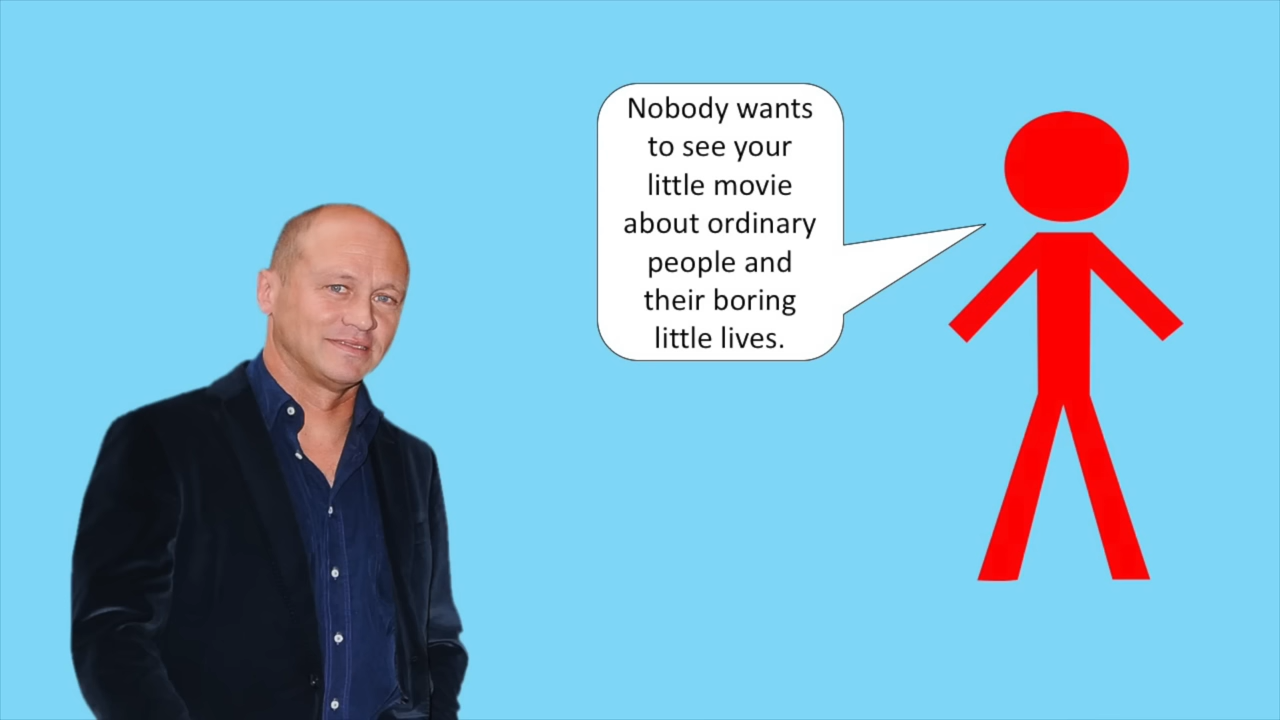 Nobody wants
to see your
little movie
about ordinary
people and
their boring
little lives.